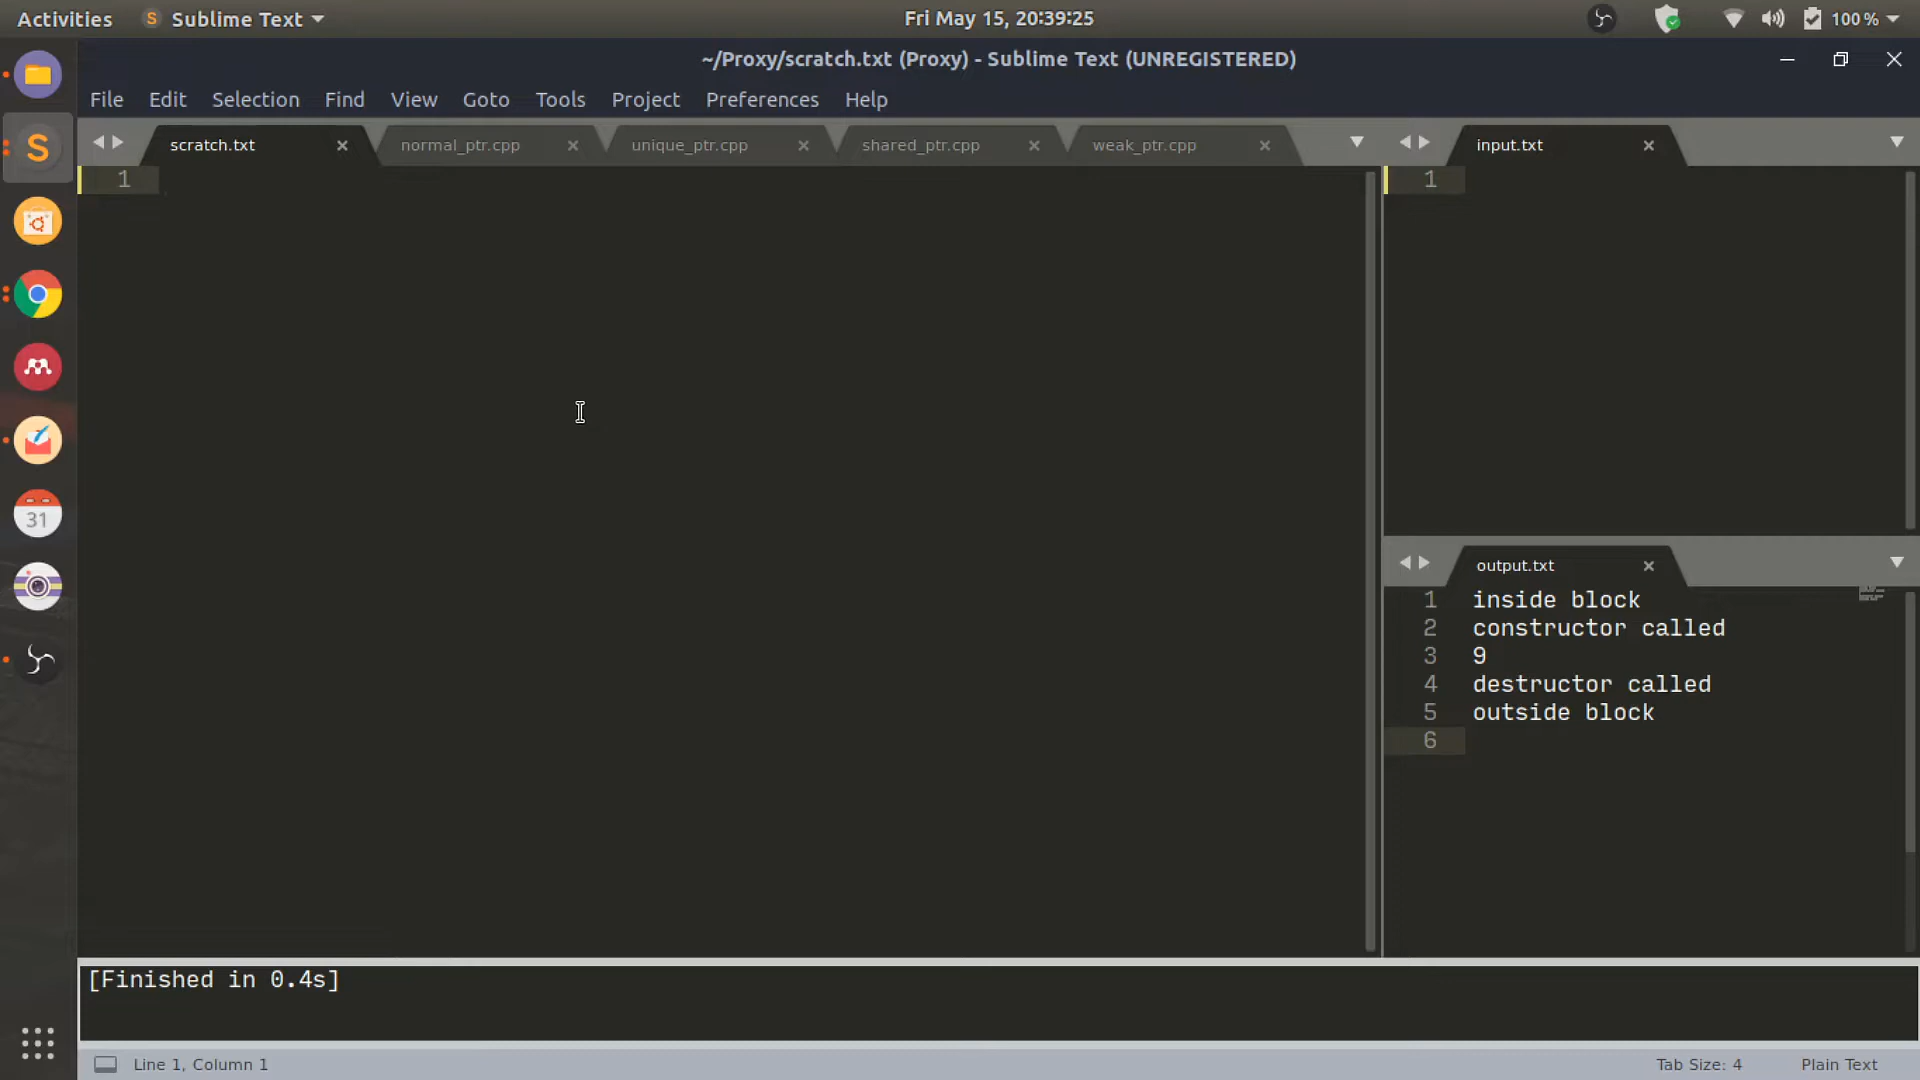 Activities
Sublime Text
Fri May 15, 20:39:25
100 %
~/Proxy/scratch.txt (Proxy) - Sublime Text (UNREGISTERED)
File Edit Selection Find View Goto Tools Project Preferences Help
scratch.txt
normal_ptr.cpp
unique_ptr.cpp
shared_ptr.cpp
weak_ptr.cpp
1
input.txt
1
output.txt
1 inside block
2 constructor called
3 9
4 destructor called
5 outside block
6
31
[Finished in 0.4s]
Line 1, Column 1
Tab Size: 4
Plain Text